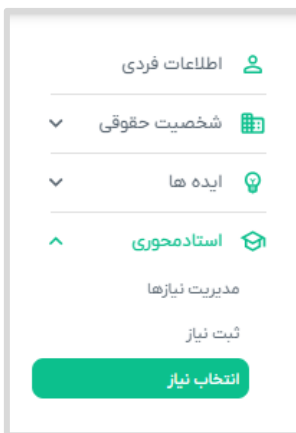 اطلاعات فردی
شخصیت حقوقی
ایده ها
استادمحوری
مدیریت نیازها
ثبت نیاز
انتخاب نیاز